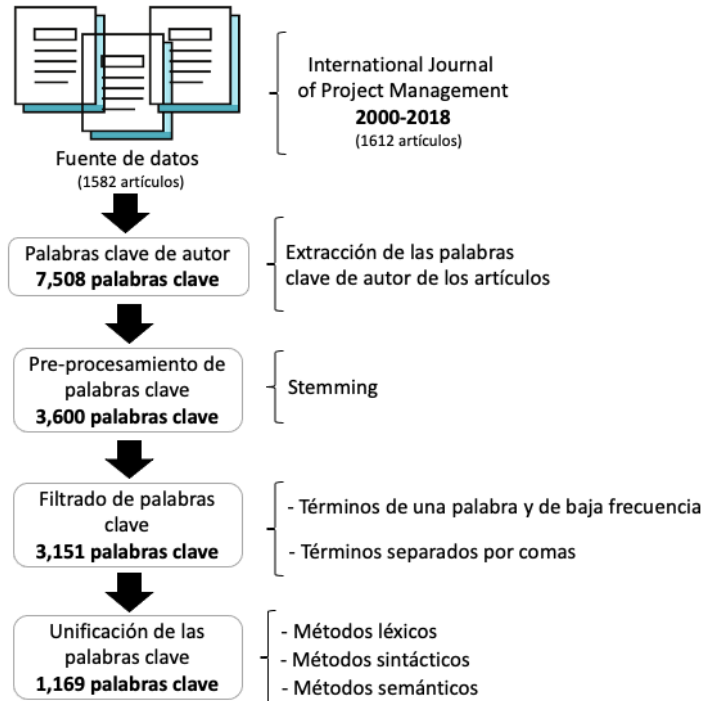 Fuente de datos
(1582 artículos)
International Journal
of Project Management
2000-2018
(1612 artículos)
Palabras clave de autor
7,508 palabras clave
Extracción de las palabras
clave de autor de los artículos
Pre-procesamiento de
palabras clave
3,600 palabras clave
Stemming
Filtrado de palabras
clave
3,151 palabras clave
- Términos de una palabra y de baja frecuencia
- Términos separados por comas
Unificación de las
palabras clave
1,169 palabras clave
- Métodos léxicos
- Métodos sintácticos
- Métodos semánticos